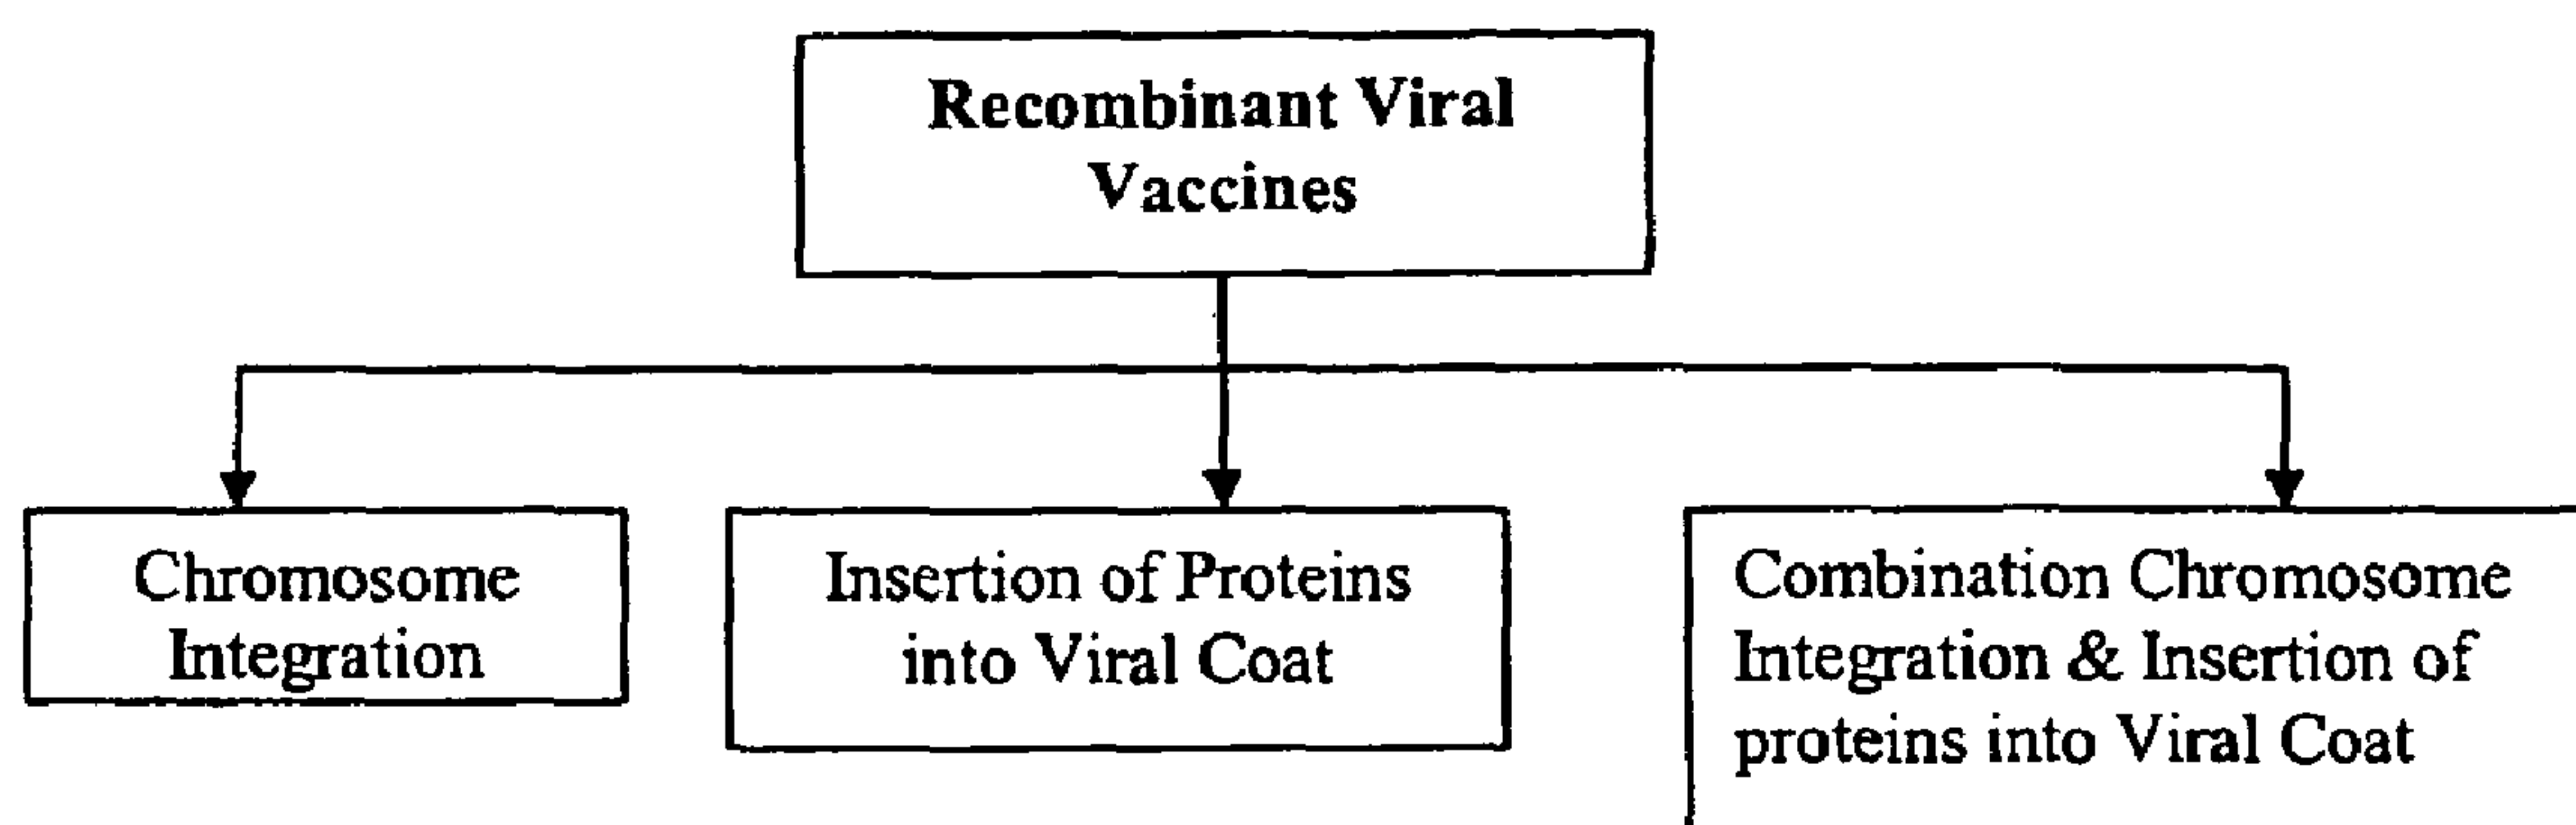 Recombinant Viral
Vaccines
Chromosome
Integration
Insertion of Proteins
into Viral Coat
Combination Chromosome
Integration & Insertion of
proteins into Viral Coat